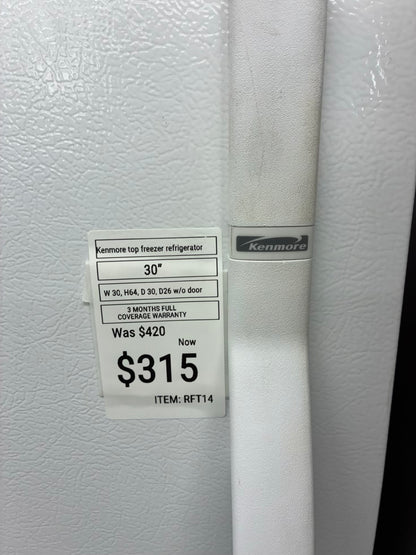 Kenmore top freezer refrigerator
30"
W 30, H64, D 30, D26 w/o door
3 MONTHS FULL
COVERAGE WARRANTY
Was $420
Now
$315
ITEM: RFT14
Kenmore